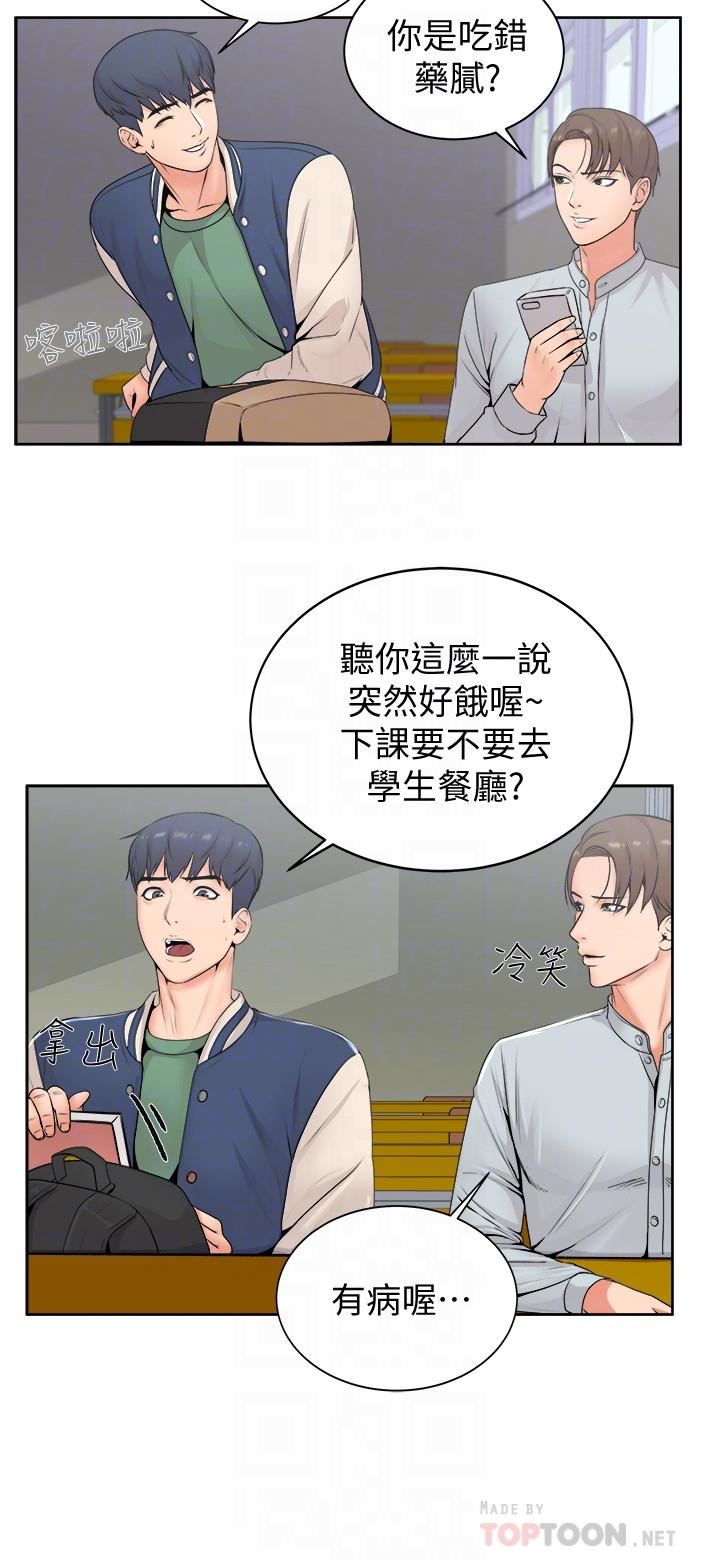 你是吃錯
藥膩?
喀啦啦
聽你這麼一說
突然好餓喔~
下課要不要去
學生餐廳?
冷笑
拿出
有病喔⋯
MADE BY
TOPTOON.NET